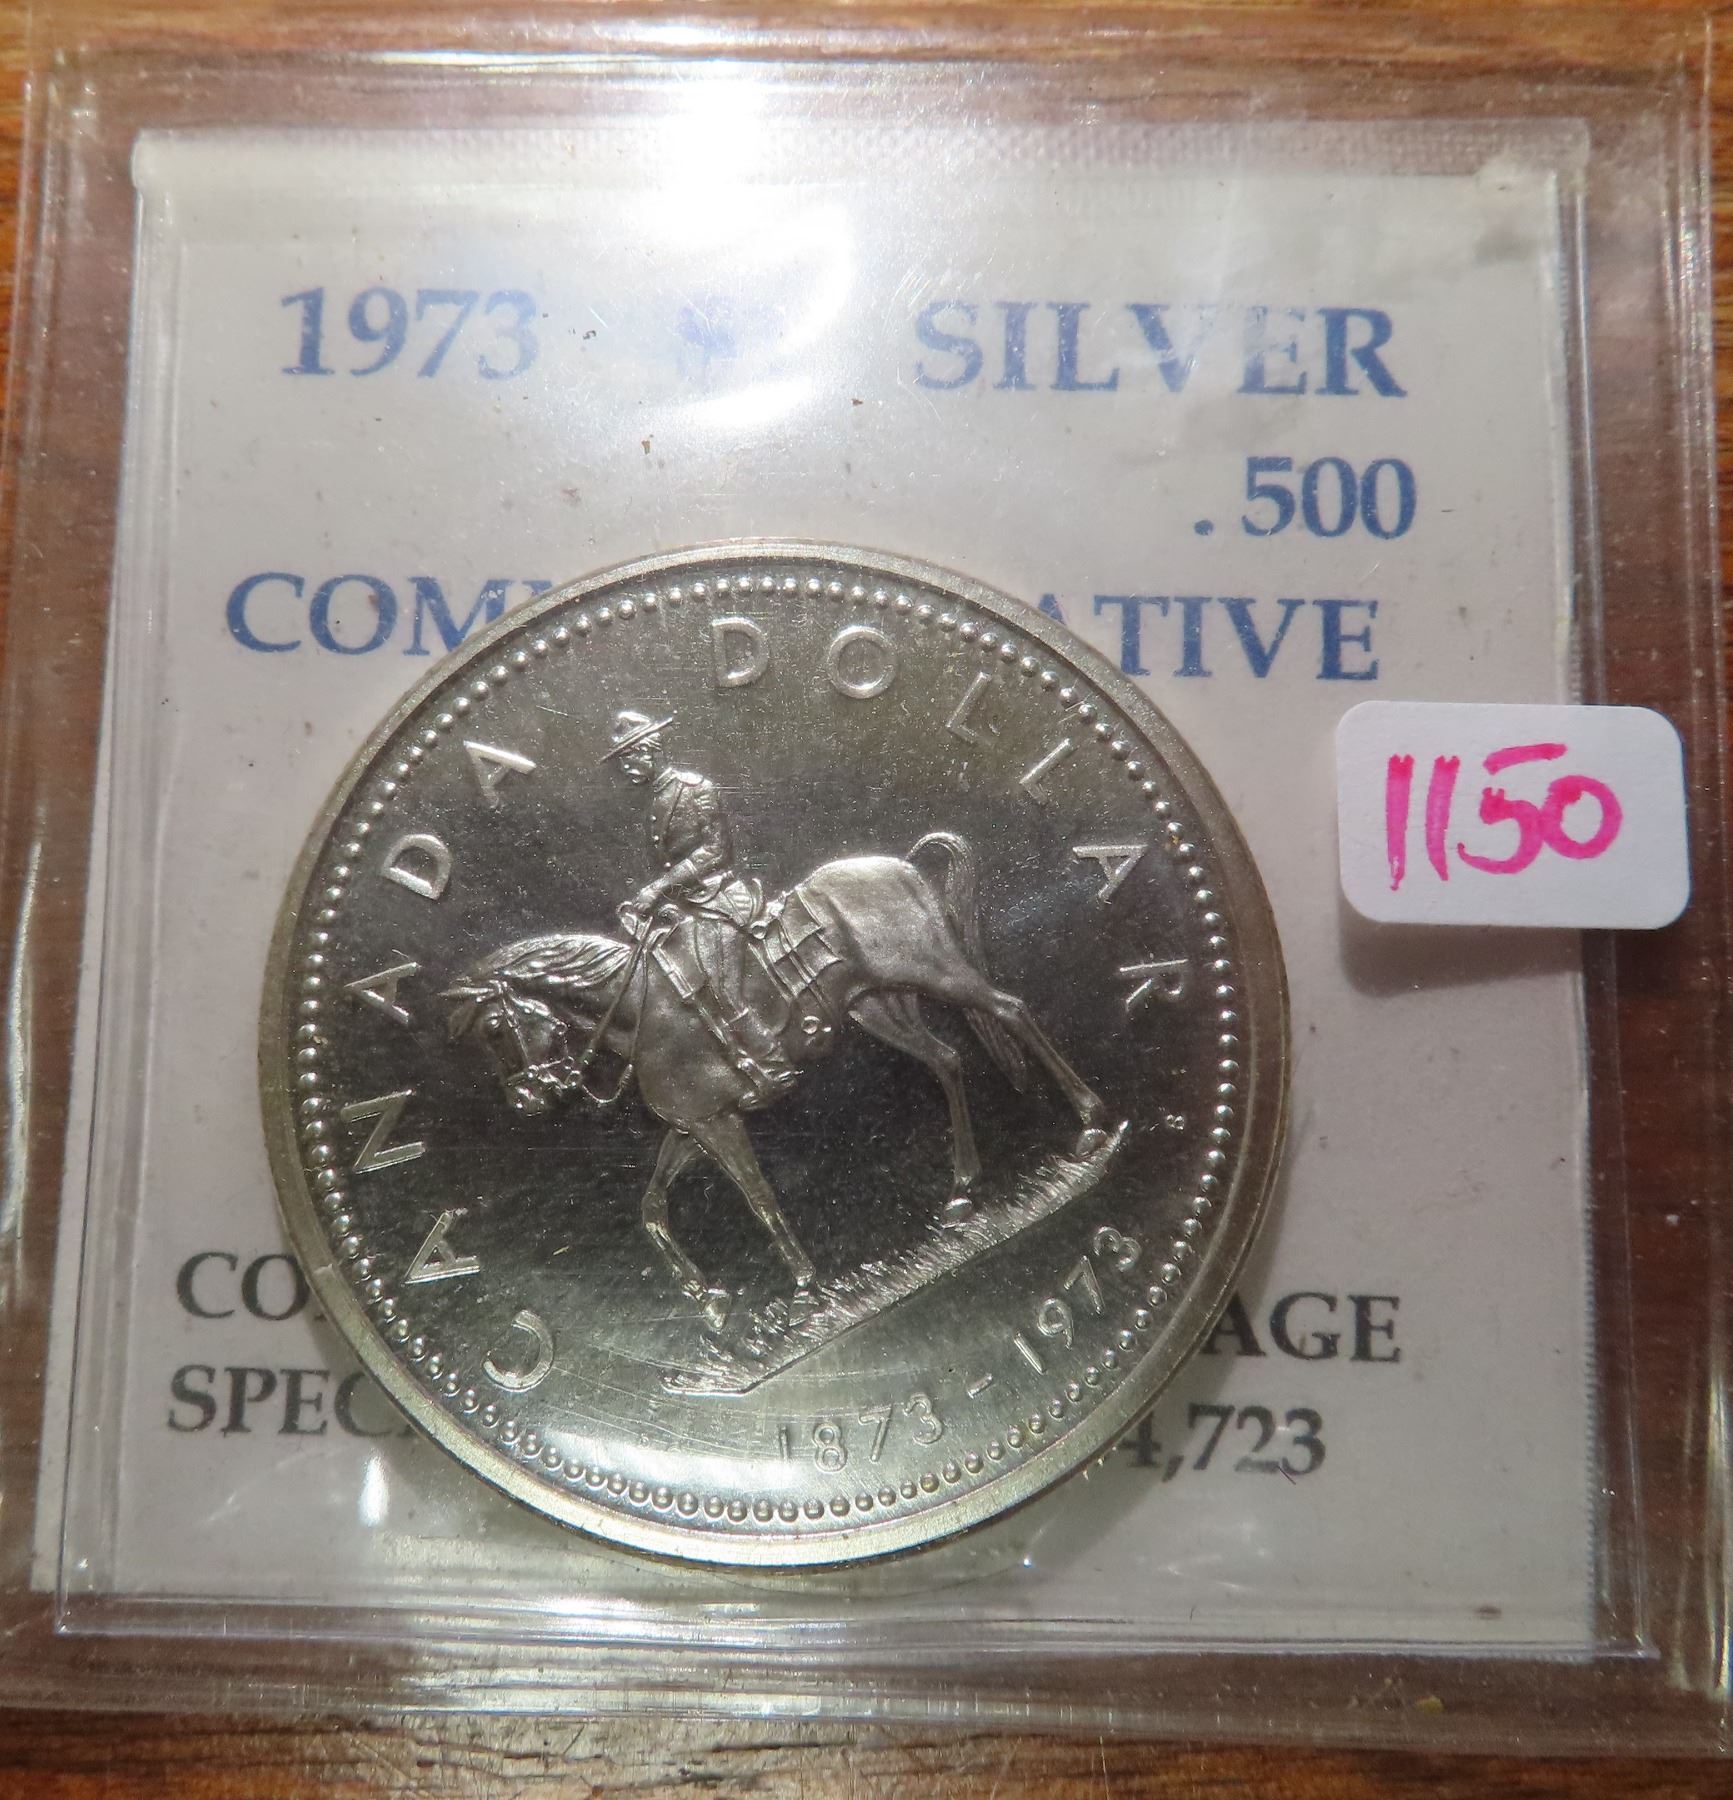 1973 SILVER
.500
COM ATIVE
1150
CANADA DOLLAR
1873 - 1973
CO AGE
SPEC 4,723